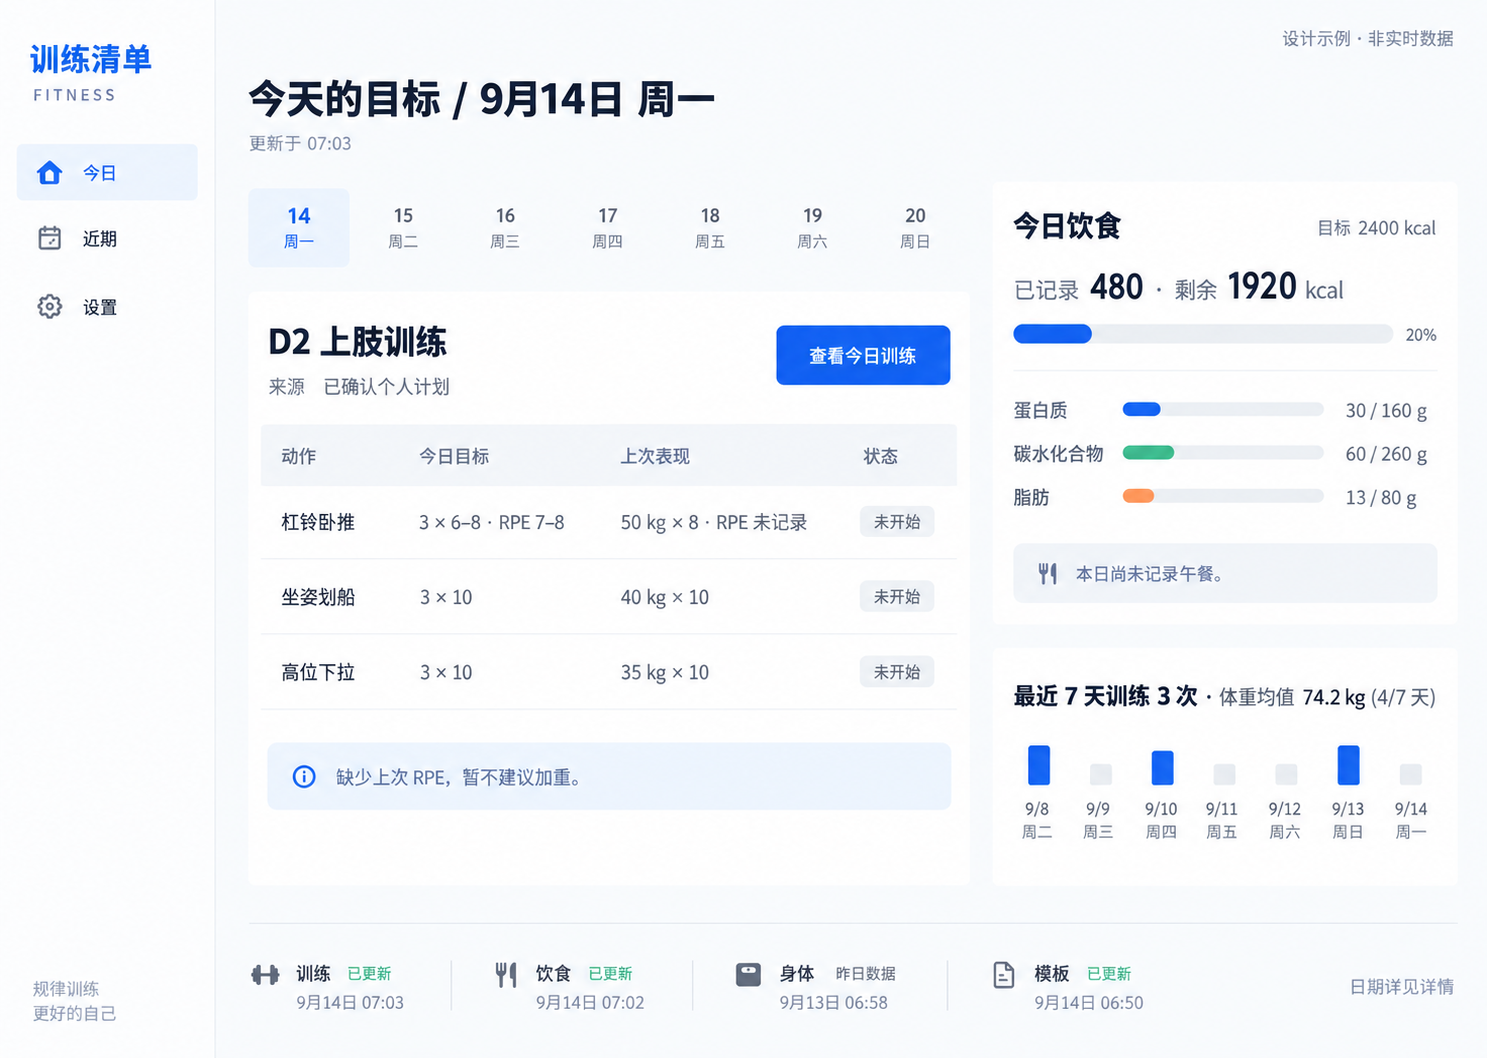 训练清单
FITNESS
今日
近期
设置
规律训练
更好的自己
设计示例 · 非实时数据
今天的目标 / 9月14日 周一
更新于 07:03
14 15 16 17 18 19 20
周一 周二 周三 周四 周五 周六 周日
D2 上肢训练
来源 已确认个人计划
查看今日训练
动作 今日目标 上次表现 状态
杠铃卧推 3 × 6–8 · RPE 7–8 50 kg × 8 · RPE 未记录 未开始
坐姿划船 3 × 10 40 kg × 10 未开始
高位下拉 3 × 10 35 kg × 10 未开始
缺少上次 RPE，暂不建议加重。
今日饮食 目标 2400 kcal
已记录 480 · 剩余 1920 kcal
20%
蛋白质 30 / 160 g
碳水化合物 60 / 260 g
脂肪 13 / 80 g
本日尚未记录午餐。
最近 7 天训练 3 次 · 体重均值 74.2 kg (4/7 天)
9/8 9/9 9/10 9/11 9/12 9/13 9/14
周二 周三 周四 周五 周六 周日 周一
训练 已更新
9月14日 07:03
饮食 已更新
9月14日 07:02
身体 昨日数据
9月13日 06:58
模板 已更新
9月14日 06:50
日期详见详情